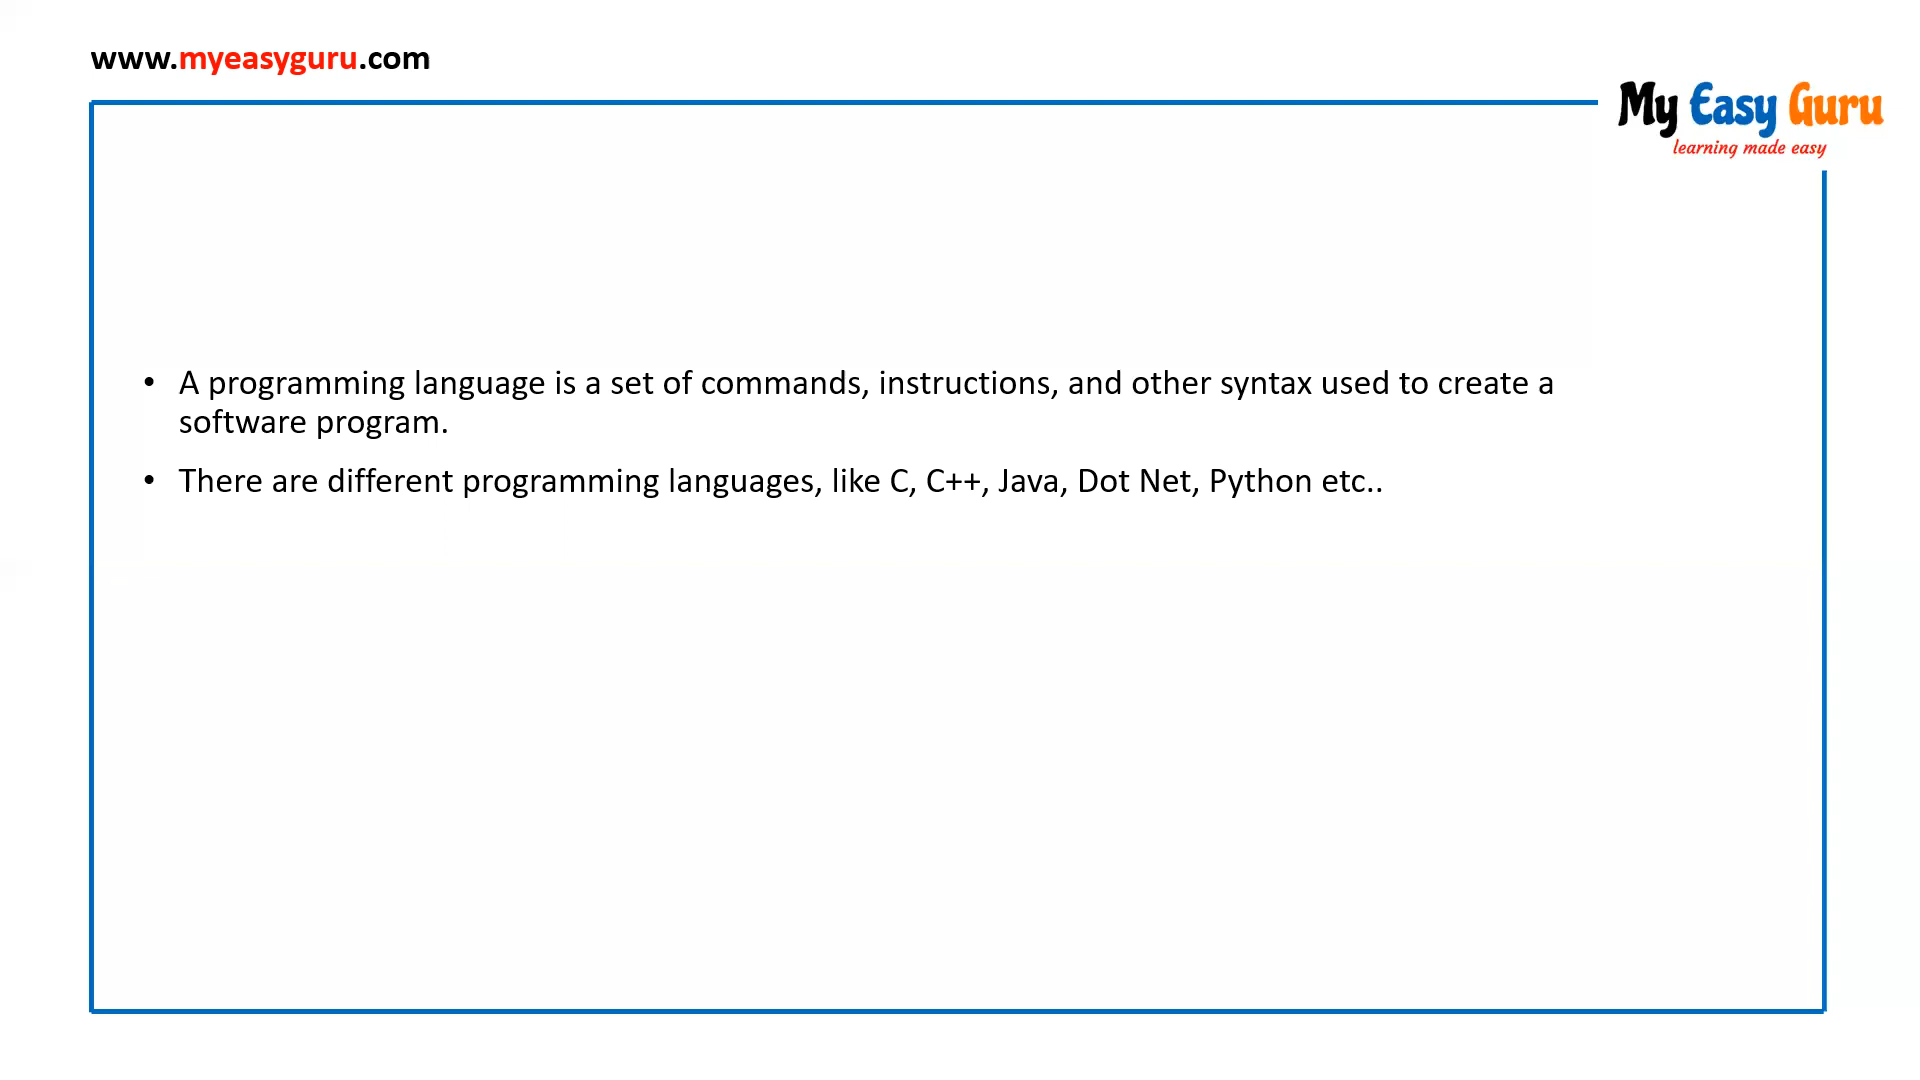 www.myeasyguru.com
My Easy Guru
learning made easy
• A programming language is a set of commands, instructions, and other syntax used to create a
software program.
• There are different programming languages, like C, C++, Java, Dot Net, Python etc..